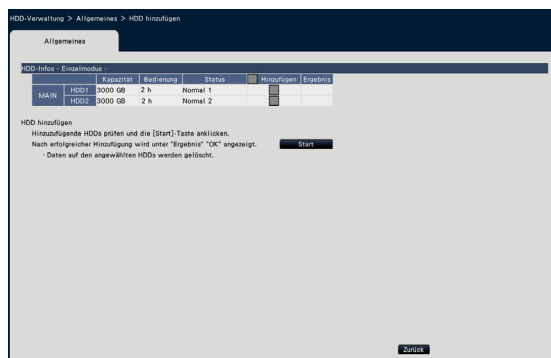 HDD-Verwaltung > Allgemeines > HDD hinzufügen
Allgemeines
HDD-Infos - Einzelmodus -
Kapazität Bedienung Status Hinzufügen Ergebnis
MAIN HDD1 3000 GB 2 h Normal 1
HDD2 3000 GB 2 h Normal 2
HDD hinzufügen
Hinzuzufügende HDDs prüfen und die [Start]-Taste anklicken.
Nach erfolgreicher Hinzufügung wird unter "Ergebnis" "OK" angezeigt. Start
· Daten auf den angewählten HDDs werden gelöscht.
Zurück